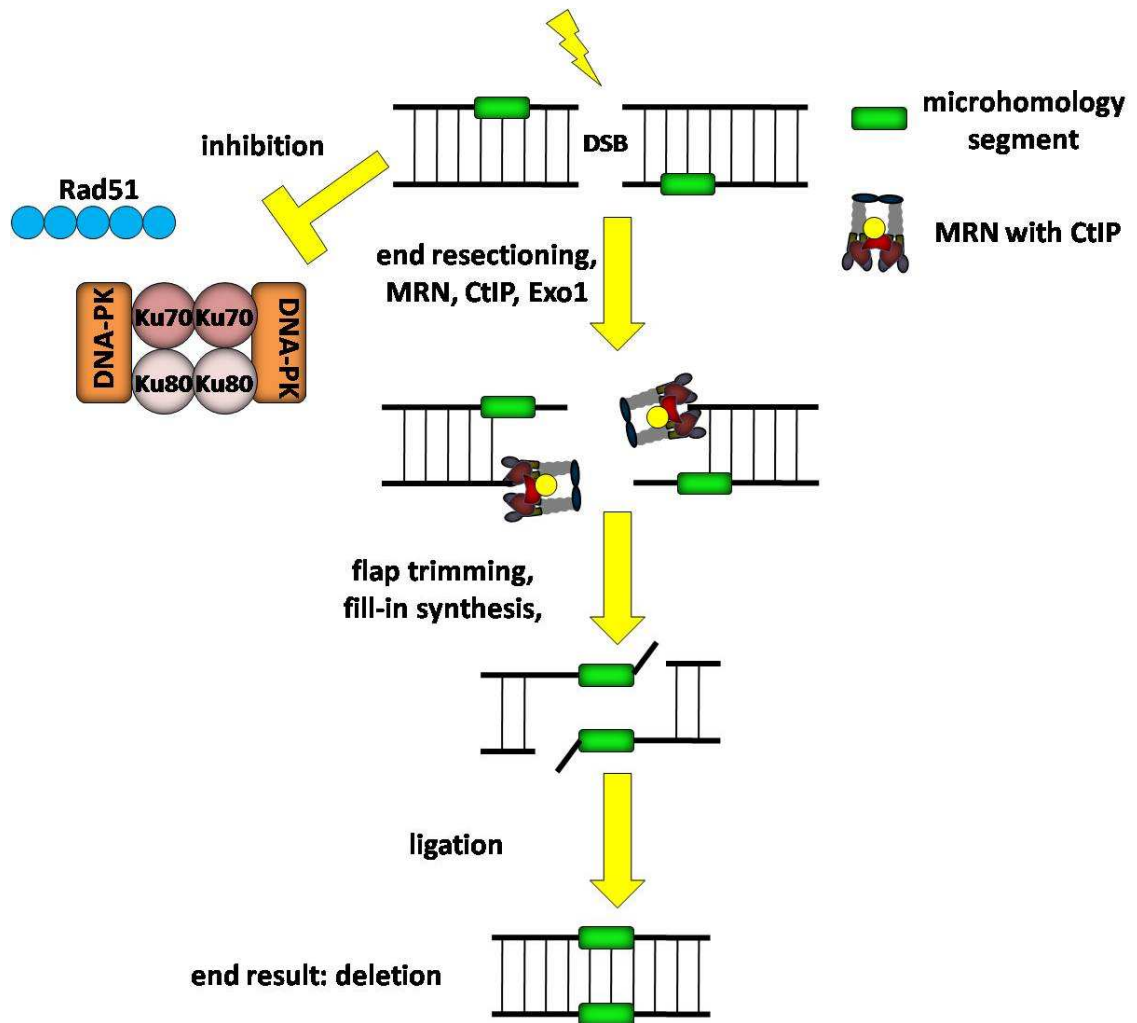 microhomology
segment
DSB
inhibition
Rad51
MRN with CtIP
end resectioning,
MRN, CtIP, Exo1
DNA-PK
Ku70 Ku70
Ku80 Ku80
DNA-PK
flap trimming,
fill-in synthesis,
ligation
end result: deletion